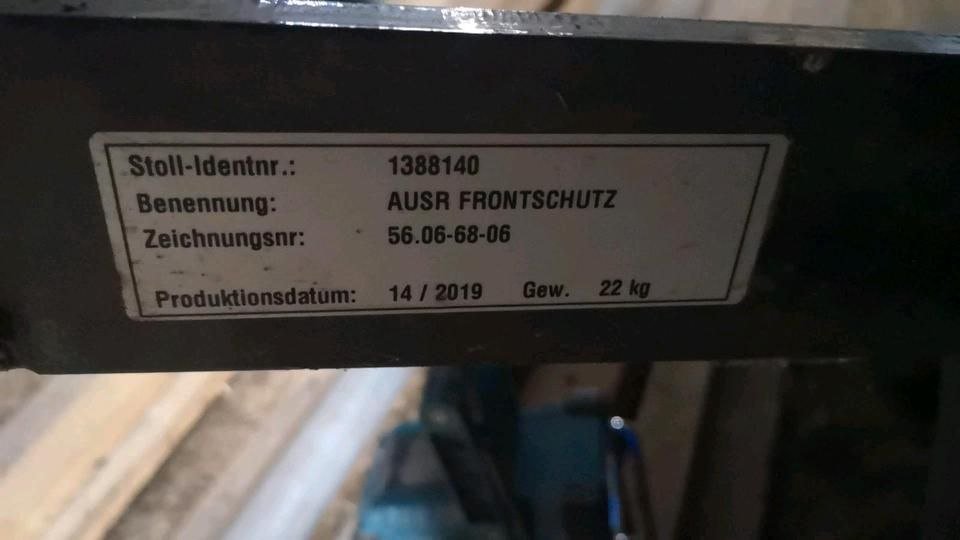 Stoll-Identnr.: 1388140
Benennung: AUSR FRONTSCHUTZ
Zeichnungsnr: 56.06-68-06
Produktionsdatum: 14 / 2019 Gew. 22 kg